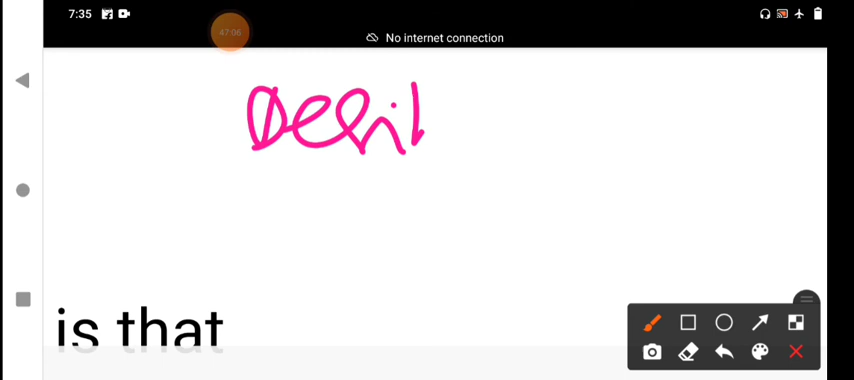 7:35
47:06
No internet connection
is that